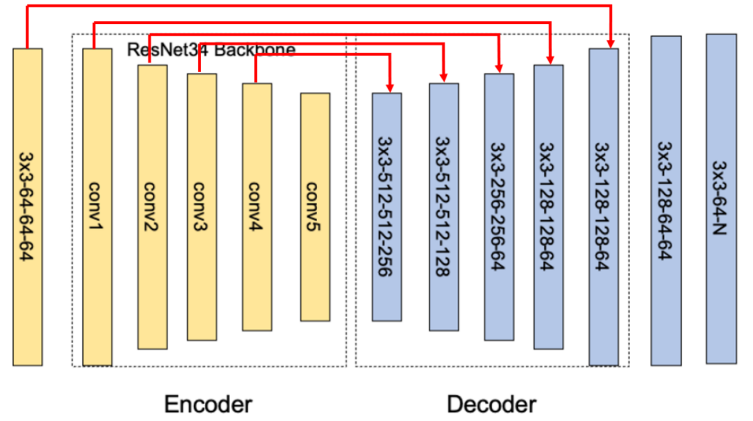 ResNet34 Backbone
3x3-64-64-64
conv1
conv2
conv3
conv4
conv5
3x3-512-512-256
3x3-512-512-128
3x3-256-256-64
3x3-128-128-64
3x3-128-128-64
3x3-128-64-64
3x3-64-N
Encoder
Decoder